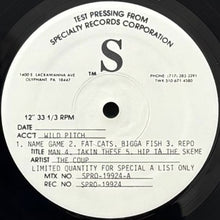 TEST PRESSING FROM
SPECIALTY RECORDS CORPORATION
S
TM
1400 E LACKAWANNA AVE
OLYPHANT PA. 18447
PHONE (717) 383 3291
TWX 510 671 4580
12" 33 1/3 RPM
DATE
ACCT WILD PITCH
1. NAME GAME 2. FAT-CATS, BIGGA FISH 3. REPO
TITLE MAN 4. TAKIN THESE 5. HIP TA THE SKEME
ARTIST THE COUP
LIMITED QUANTITY FOR SPECIAL A LIST ONLY
MTX NO SPRO-19924-A
REC NO. SPRO-19924